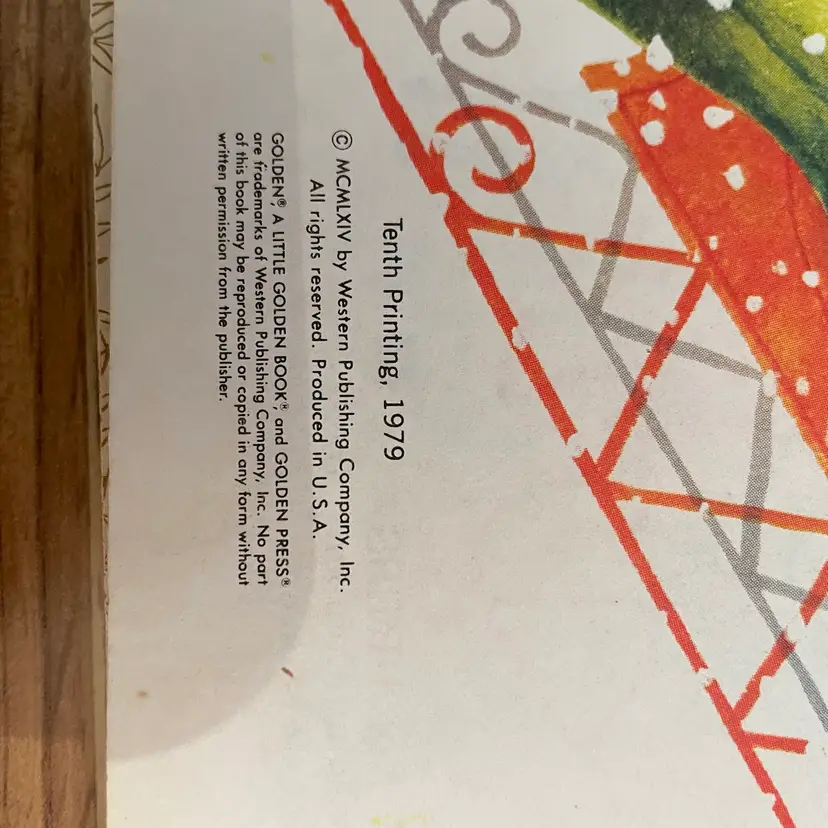 Tenth Printing, 1979
© MCMLXIV by Western Publishing Company, Inc.
All rights reserved. Produced in U.S.A.
GOLDEN®, A LITTLE GOLDEN BOOK®, and GOLDEN PRESS®
are trademarks of Western Publishing Company, Inc. No part
of this book may be reproduced or copied in any form without
written permission from the publisher.